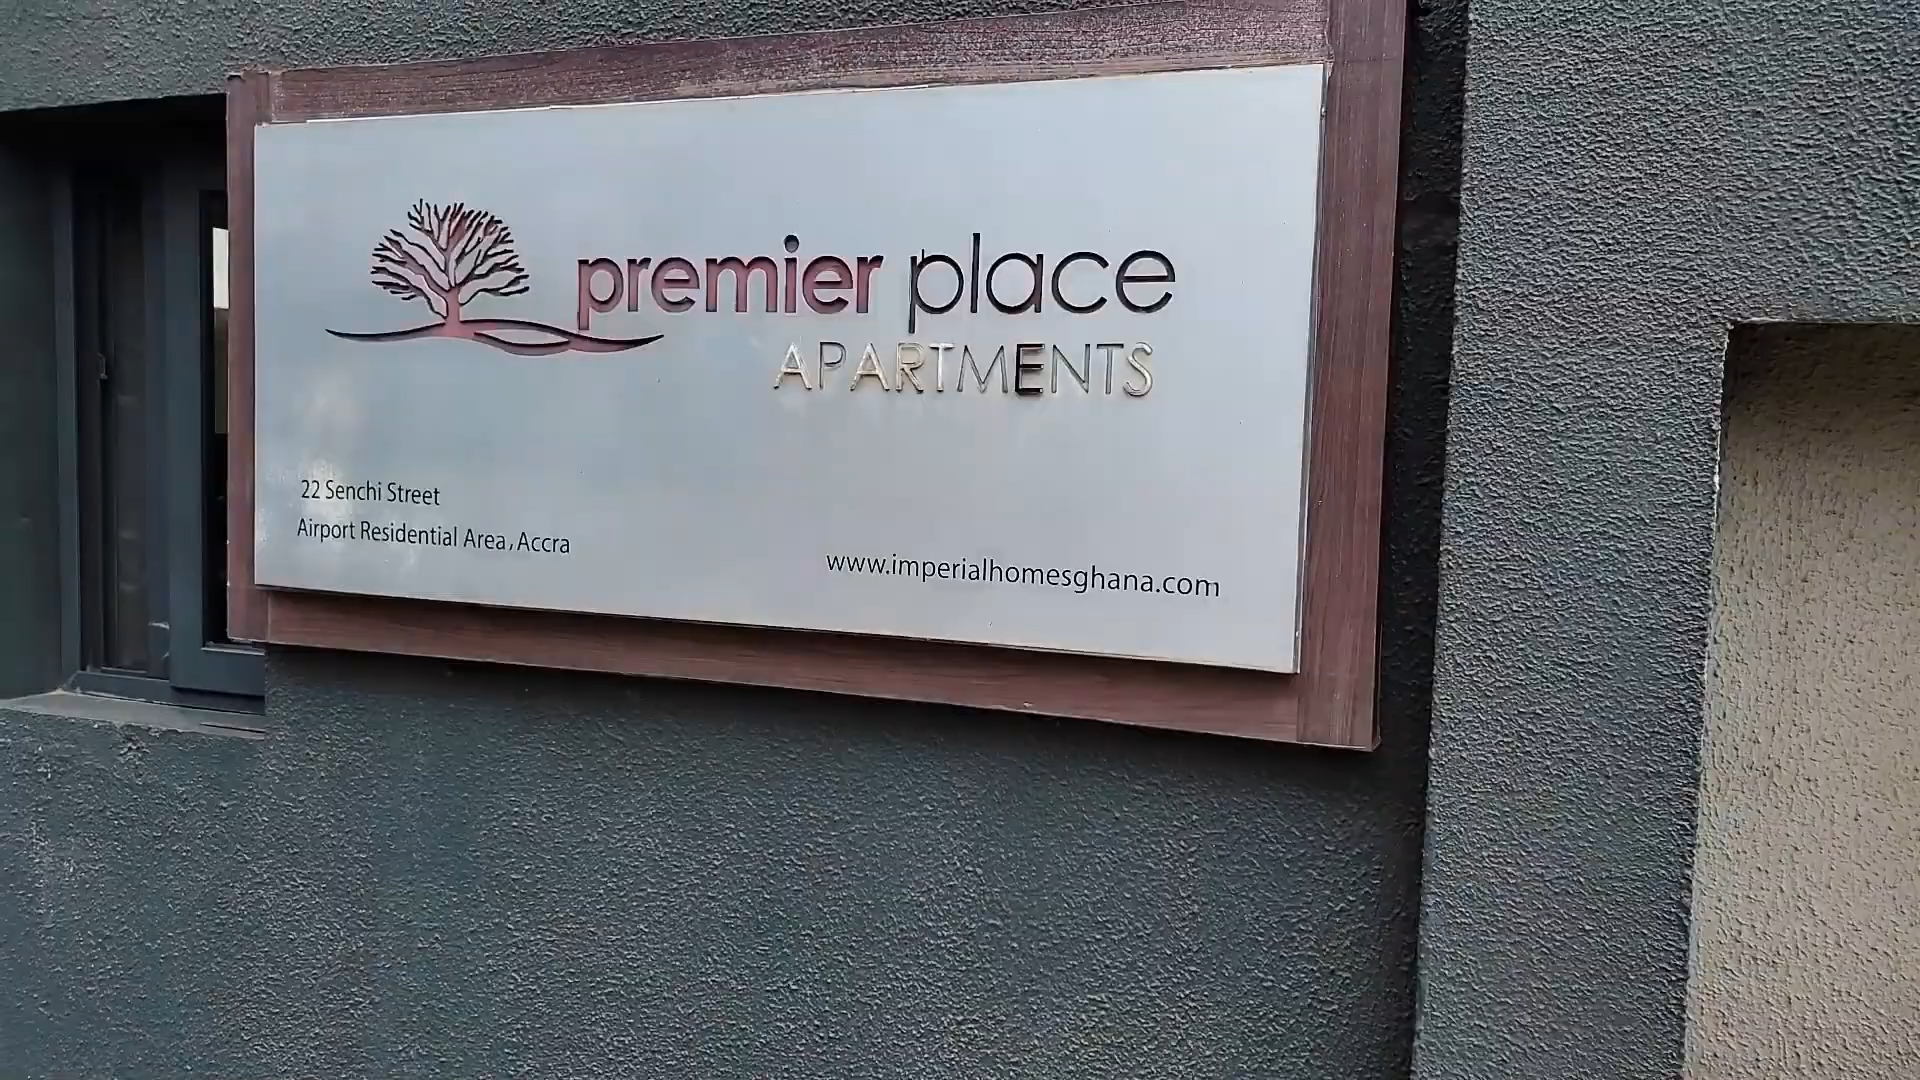 premier place
APARTMENTS
22 Senchi Street
Airport Residential Area, Accra
www.imperialhomesghana.com